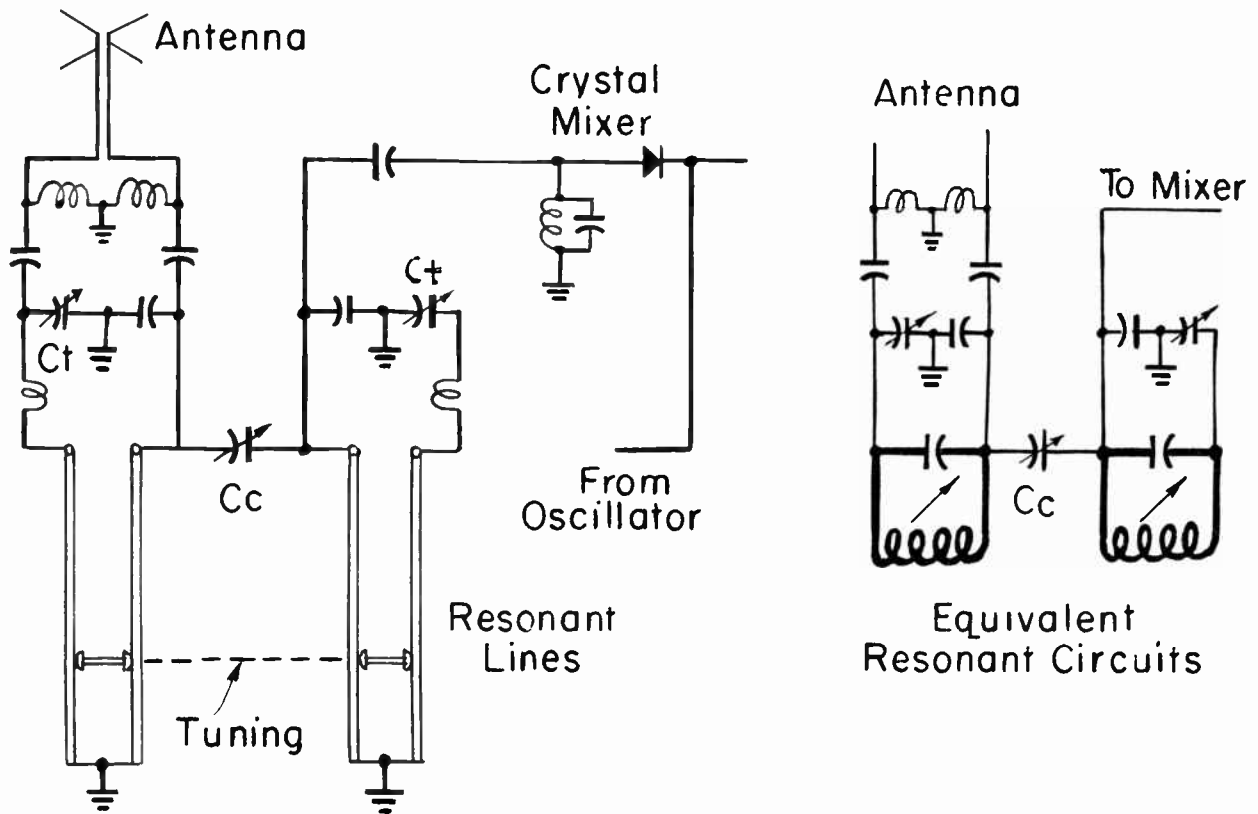 Antenna
Crystal
Mixer
Ct
Ct
Cc
From
Oscillator
Resonant
Lines
Tuning
Antenna
To Mixer
Cc
Equivalent
Resonant Circuits